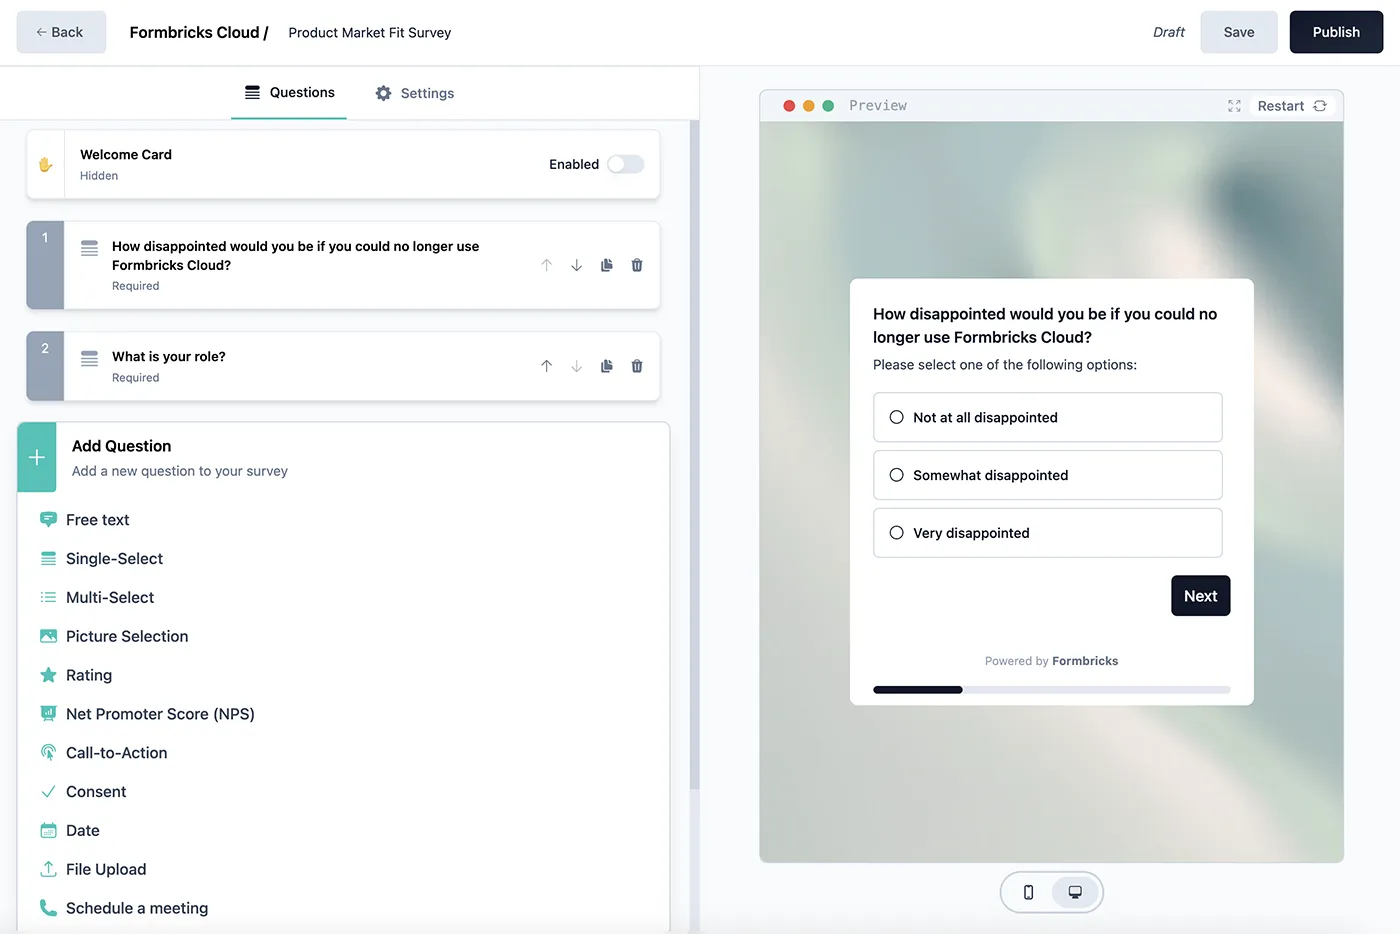 ← Back
Formbricks Cloud / Product Market Fit Survey
Draft
Save
Publish
Questions
Settings
Welcome Card
Hidden
Enabled
1
How disappointed would you be if you could no longer use
Formbricks Cloud?
Required
2
What is your role?
Required
Add Question
Add a new question to your survey
Free text
Single-Select
Multi-Select
Picture Selection
Rating
Net Promoter Score (NPS)
Call-to-Action
Consent
Date
File Upload
Schedule a meeting
Preview
Restart
How disappointed would you be if you could no
longer use Formbricks Cloud?
Please select one of the following options:
Not at all disappointed
Somewhat disappointed
Very disappointed
Next
Powered by Formbricks